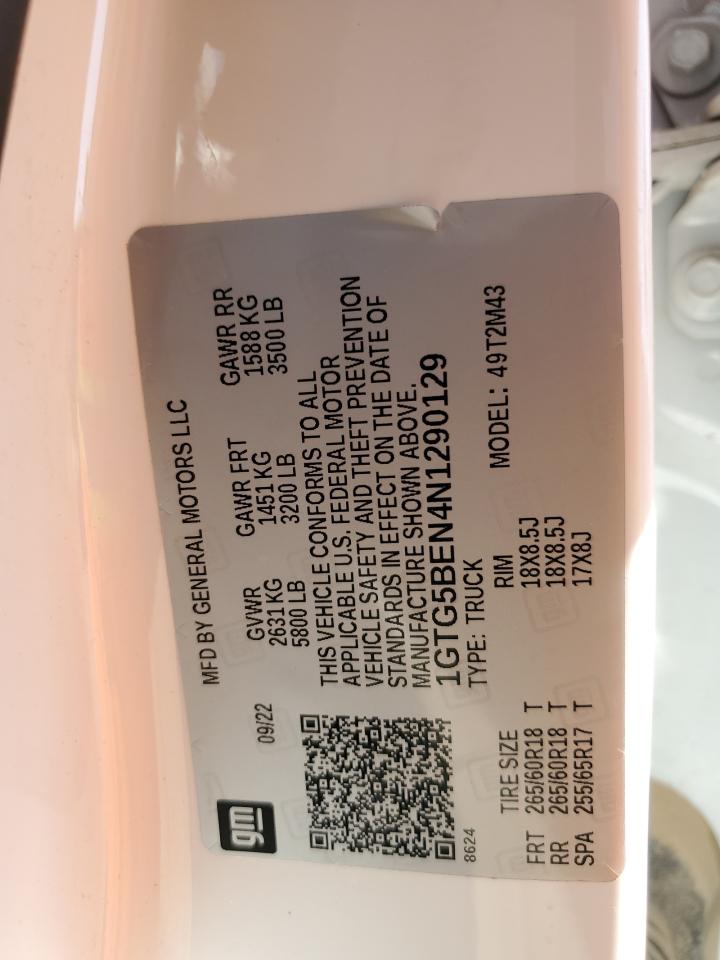 gm
MFD BY GENERAL MOTORS LLC
09/22
GVWR GAWR FRT GAWR RR
2631 KG 1451 KG 1588 KG
5800 LB 3200 LB 3500 LB
THIS VEHICLE CONFORMS TO ALL
APPLICABLE U.S. FEDERAL MOTOR
VEHICLE SAFETY AND THEFT PREVENTION
STANDARDS IN EFFECT ON THE DATE OF
MANUFACTURE SHOWN ABOVE.
1GTG5BEN4N1290129
8624
TYPE: TRUCK MODEL: 49T2M43
TIRE SIZE RIM
FRT 265/60R18 T 18X8.5J
RR 265/60R18 T 18X8.5J
SPA 255/65R17 T 17X8J